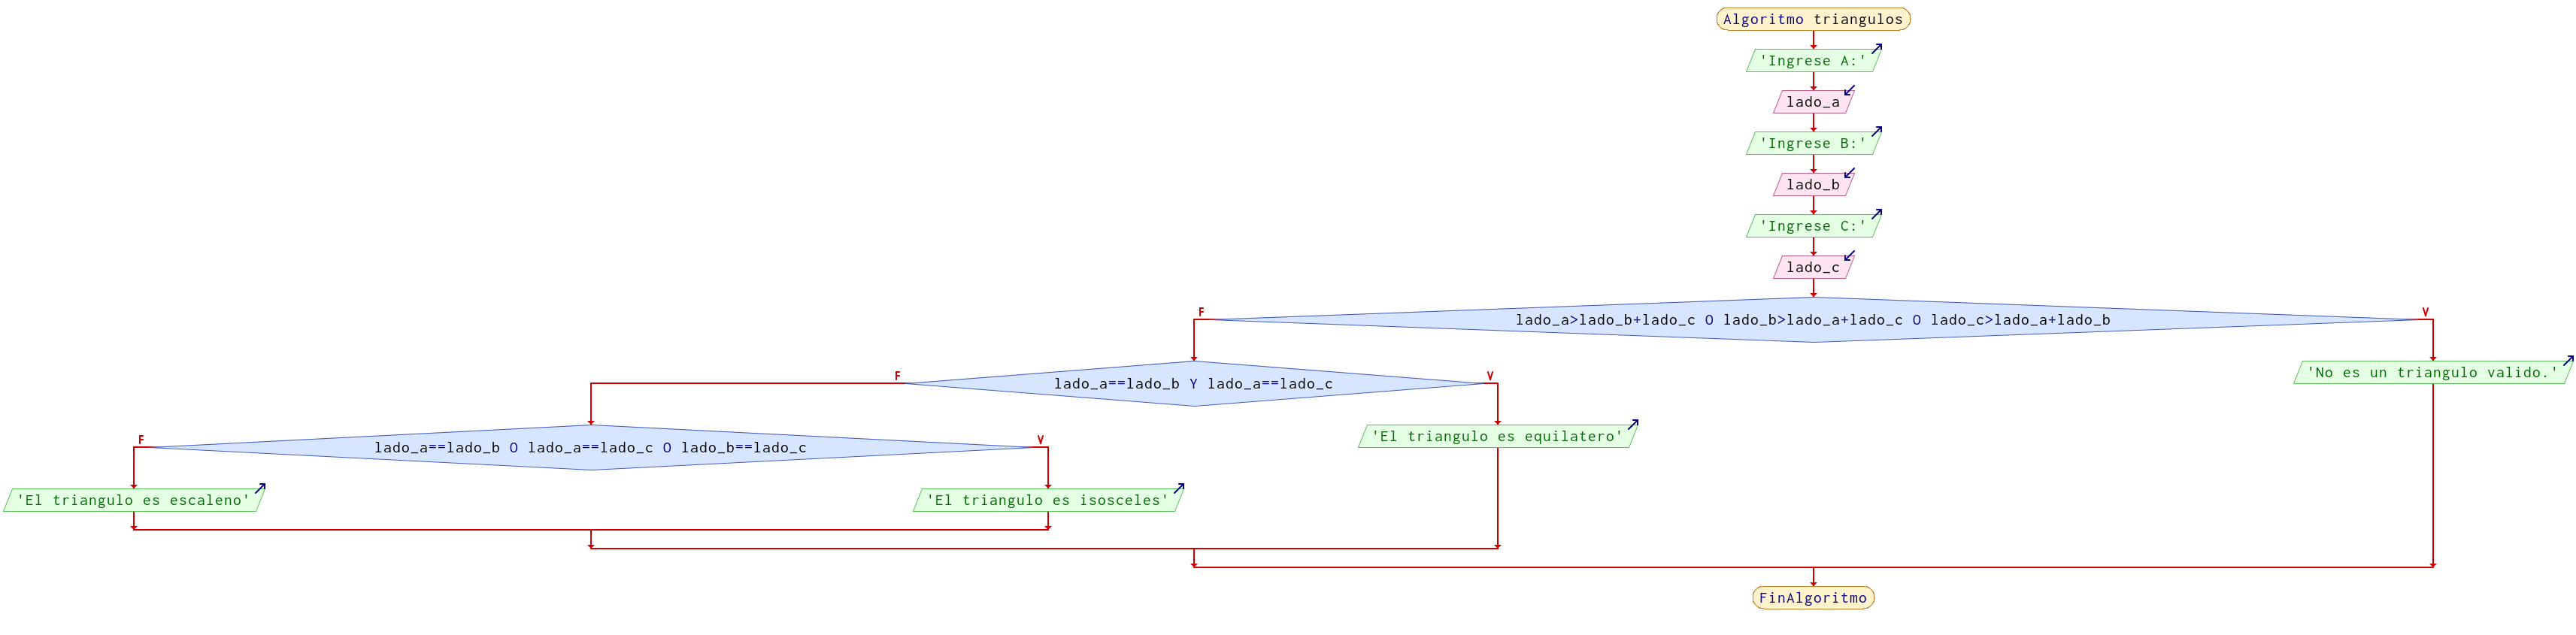 Algoritmo triangulos
'Ingrese A:'
lado_a
'Ingrese B:'
lado_b
'Ingrese C:'
lado_c
F
lado_a>lado_b+lado_c O lado_b>lado_a+lado_c O lado_c>lado_a+lado_b
V
F
lado_a==lado_b Y lado_a==lado_c
V
'No es un triangulo valido.'
F
lado_a==lado_b O lado_a==lado_c O lado_b==lado_c
V
'El triangulo es equilatero'
'El triangulo es escaleno'
'El triangulo es isosceles'
FinAlgoritmo